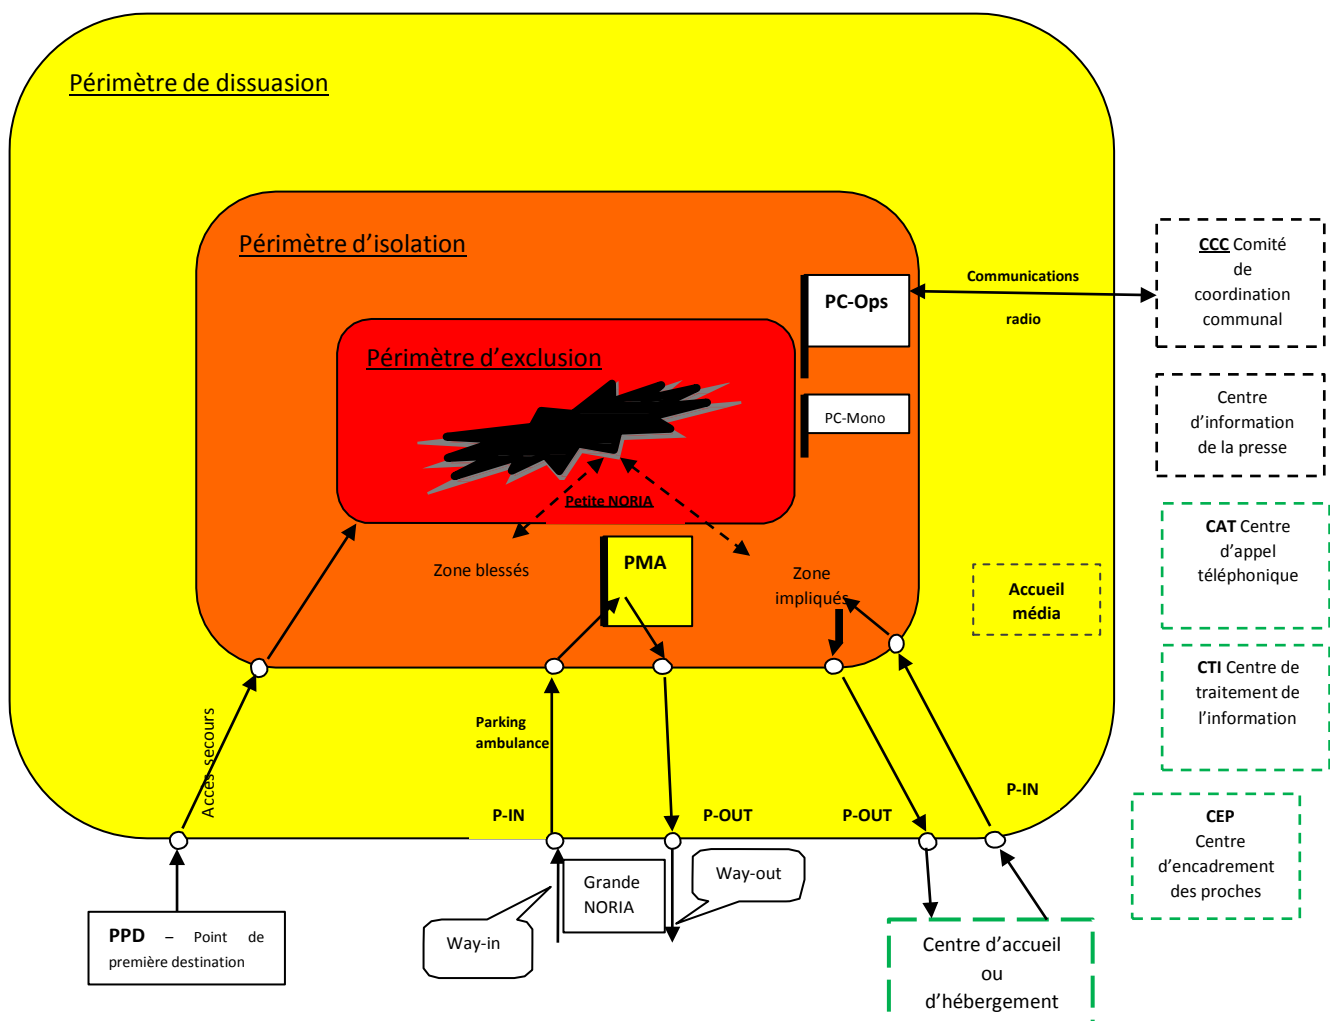 Périmètre de dissuasion
Périmètre d'isolation
Périmètre d'exclusion
PC-Ops
Communications
radio
CCC Comité
de
coordination
communal
PC-Mono
Centre
d'information
de la presse
Petite NORIA
CAT Centre
d'appel
téléphonique
Zone blessés
PMA
Zone
impliqués
Accueil
média
CTI Centre de
traitement de
l'information
Accès secours
Parking
ambulance
P-IN
P-OUT
P-OUT
P-IN
CEP
Centre
d'encadrement
des proches
PPD – Point de
première destination
Way-in
Grande
NORIA
Way-out
Centre d'accueil
ou
d'hébergement